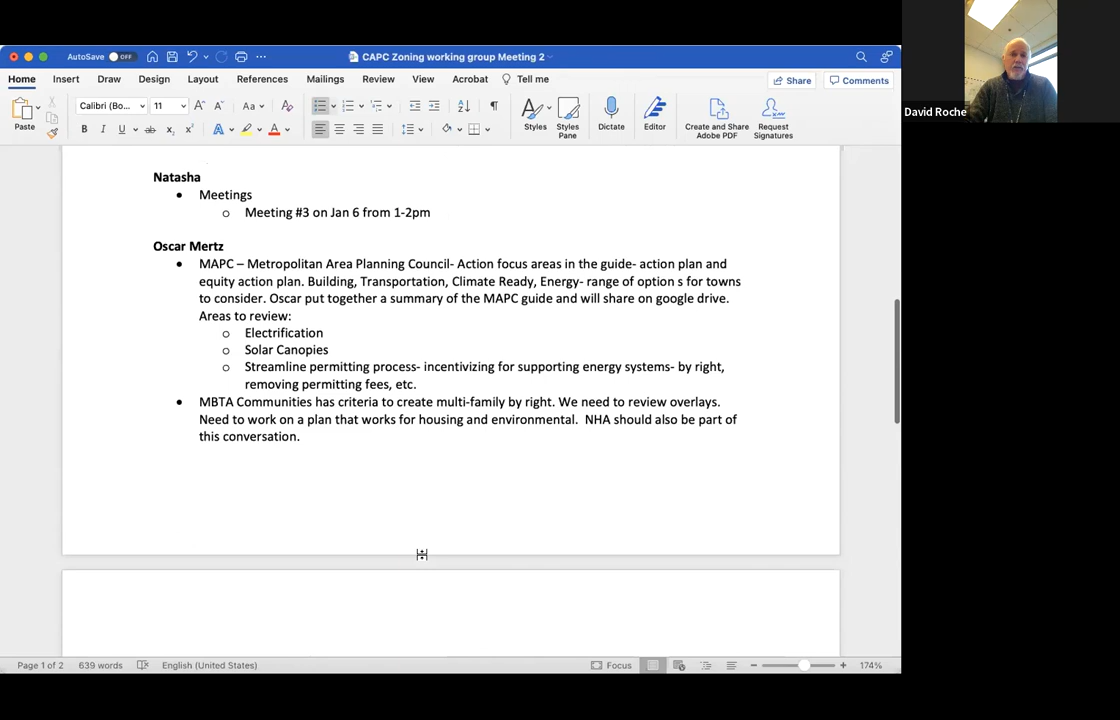 AutoSave OFF
CAPC Zoning working group Meeting 2
Home Insert Draw Design Layout References Mailings Review View Acrobat Tell me
Share Comments
Paste
Calibri (Bo... 11
Styles
Styles Pane
Dictate
Editor
Create and Share Adobe PDF
Request Signatures
David Roche
Natasha
• Meetings
o Meeting #3 on Jan 6 from 1-2pm
Oscar Mertz
• MAPC – Metropolitan Area Planning Council- Action focus areas in the guide- action plan and
equity action plan. Building, Transportation, Climate Ready, Energy- range of option s for towns
to consider. Oscar put together a summary of the MAPC guide and will share on google drive.
Areas to review:
o Electrification
o Solar Canopies
o Streamline permitting process- incentivizing for supporting energy systems- by right,
removing permitting fees, etc.
• MBTA Communities has criteria to create multi-family by right. We need to review overlays.
Need to work on a plan that works for housing and environmental.  NHA should also be part of
this conversation.
Page 1 of 2 639 words English (United States) Focus 174%